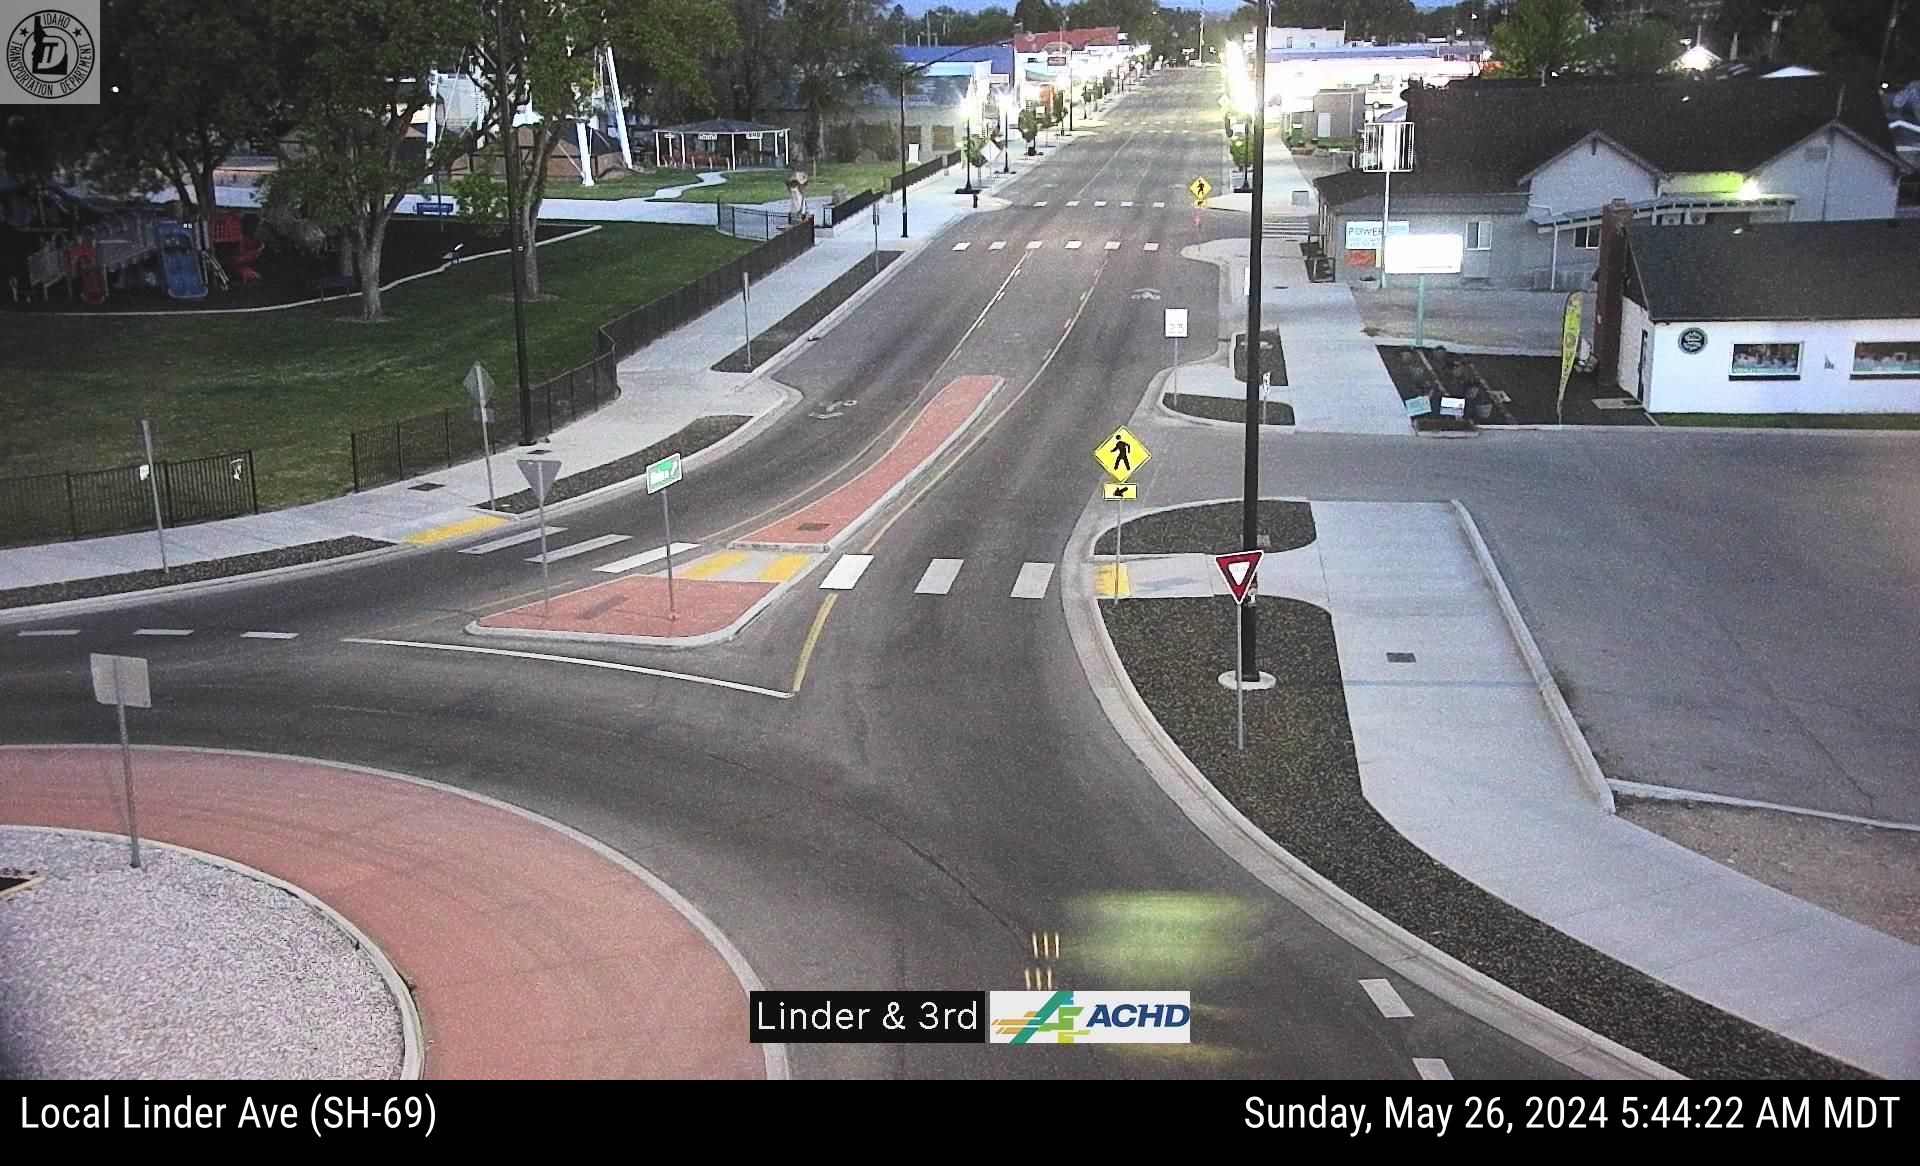 IDAHO
TRANSPORTATION DEPARTMENT
POWER
Linder & 3rd
ACHD
Local Linder Ave (SH-69)
Sunday, May 26, 2024 5:44:22 AM MDT